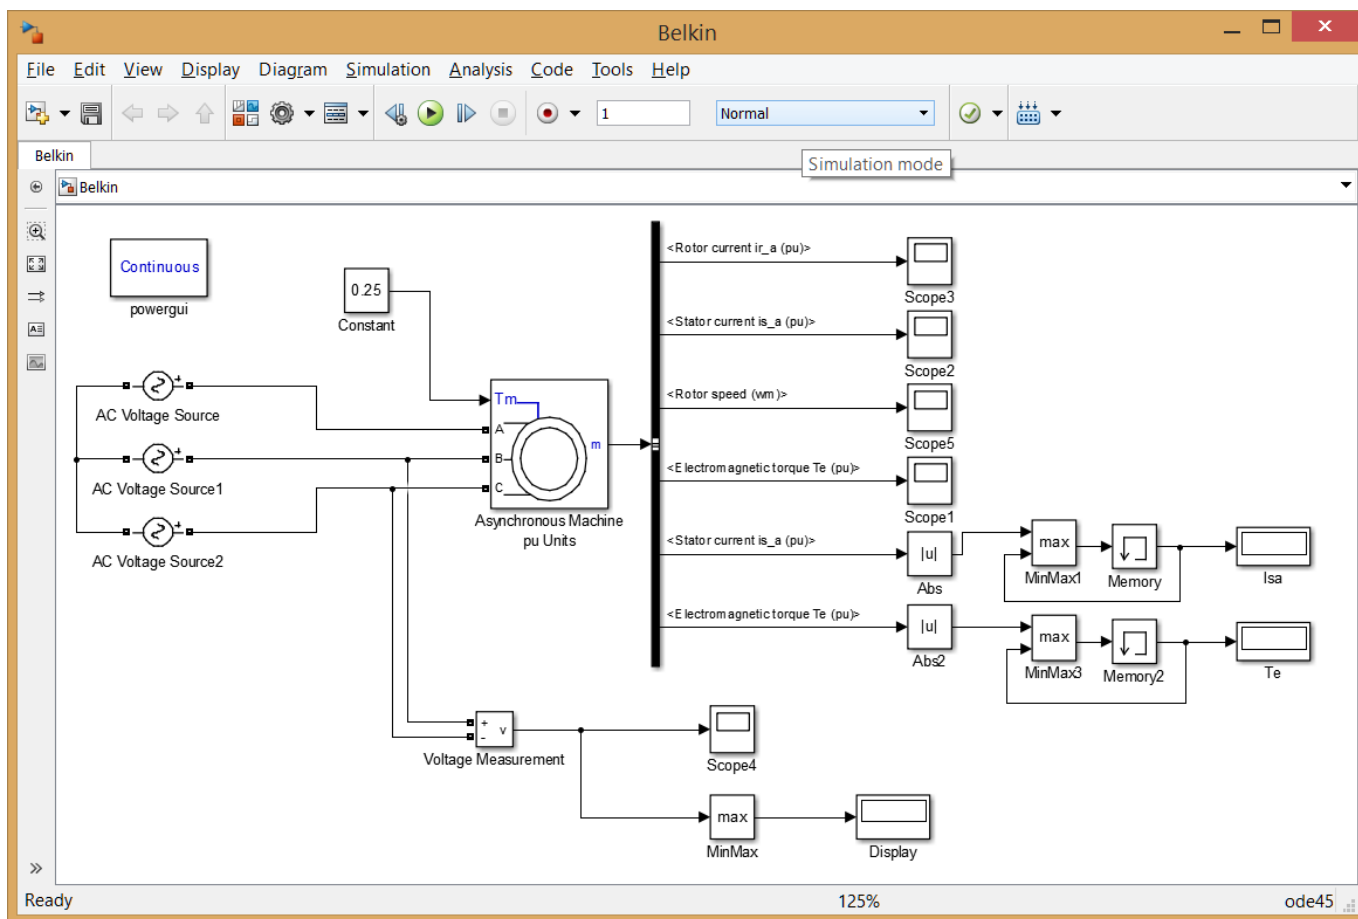 Belkin
File Edit View Display Diagram Simulation Analysis Code Tools Help
1 Normal
Belkin
Simulation mode
Belkin
Continuous
powergui
0.25
Constant
<Rotor current ir_a (pu)>
Scope3
<Stator current is_a (pu)>
Scope2
<Rotor speed (wm)>
Scope5
<Electromagnetic torque Te (pu)>
Scope1
<Stator current is_a (pu)>
<Electromagnetic torque Te (pu)>
AC Voltage Source
AC Voltage Source1
AC Voltage Source2
Tm
A
B
C
m
Asynchronous Machine
pu Units
|u|
Abs
max
MinMax1
Memory
Isa
|u|
Abs2
max
MinMax3
Memory2
Te
+
-
v
Voltage Measurement
Scope4
max
MinMax
Display
Ready 125% ode45